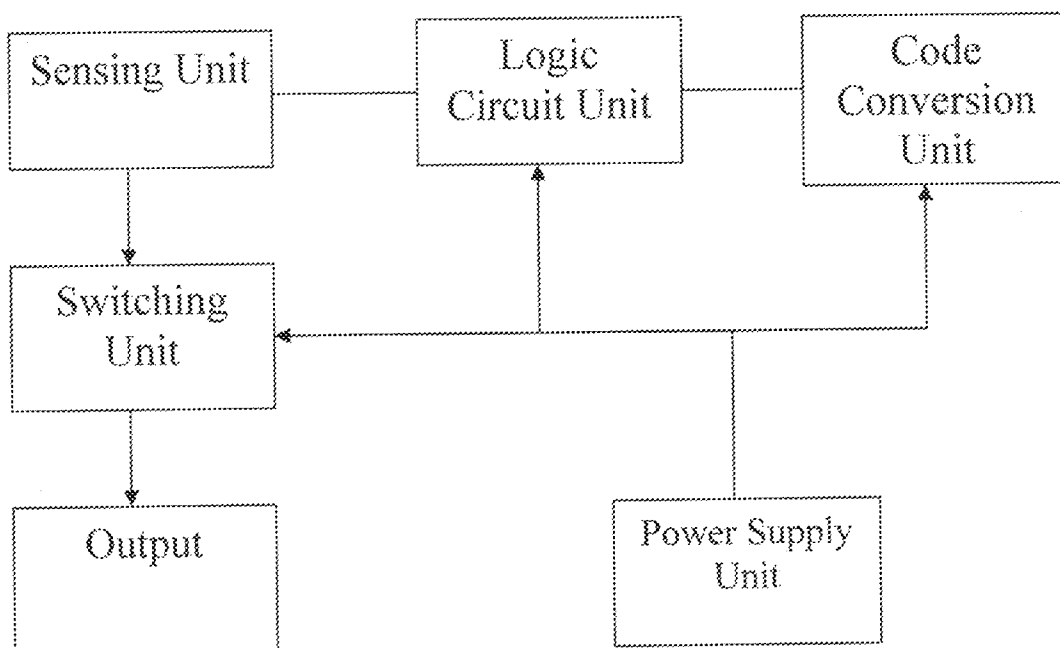 Sensing Unit
Logic
Circuit Unit
Code
Conversion
Unit
Switching
Unit
Output
Power Supply
Unit